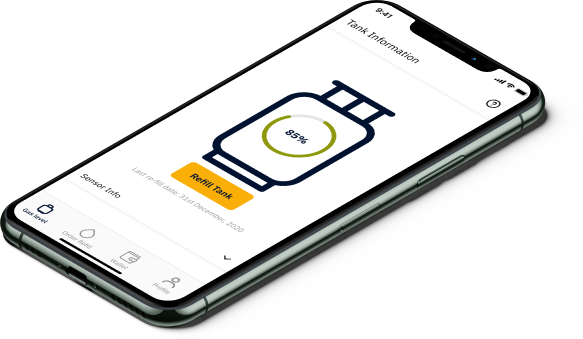 9:41
Tank Information
85%
Refill Tank
Last re-fill date: 31st December, 2020
Sensor Info
Gas level
Order Refill
Wallet
Profile